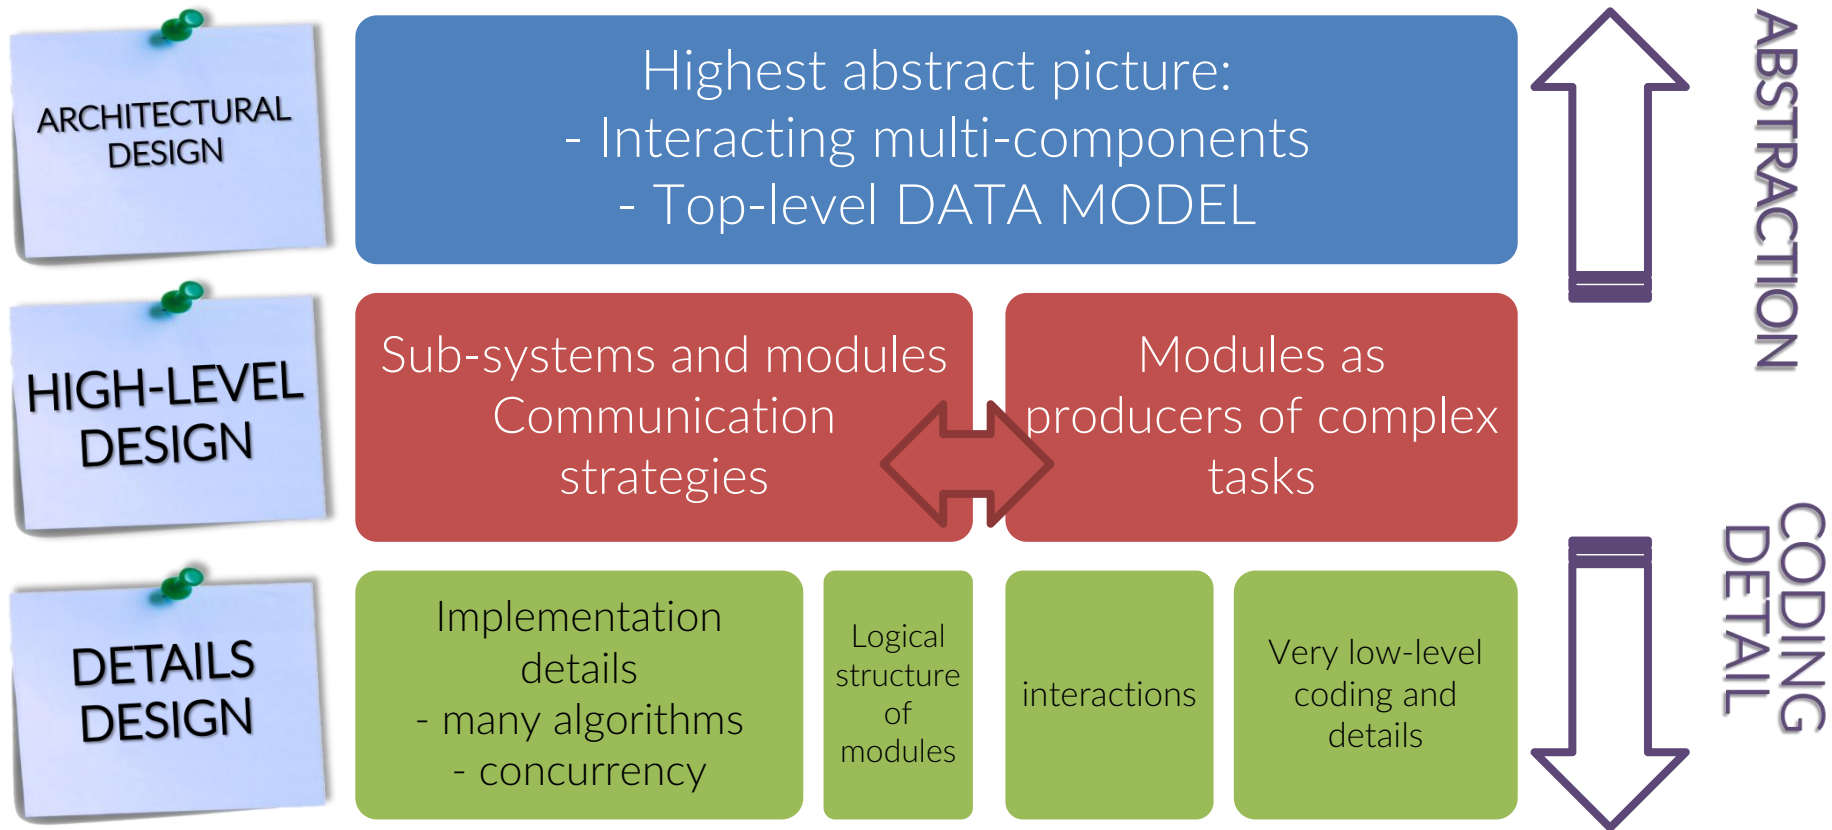 ARCHITECTURAL
DESIGN
Highest abstract picture:
- Interacting multi-components
- Top-level DATA MODEL
ABSTRACTION
HIGH-LEVEL
DESIGN
Sub-systems and modules
Communication
strategies
Modules as
producers of complex
tasks
CODING
DETAIL
DETAILS
DESIGN
Implementation
details
- many algorithms
- concurrency
Logical
structure
of
modules
interactions
Very low-level
coding and
details